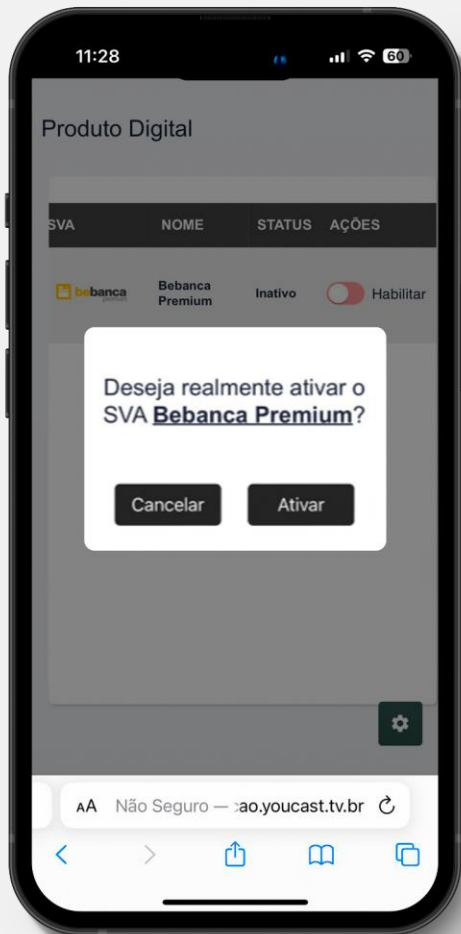 11:28
60
Produto Digital
SVA NOME STATUS AÇÕES
bebanca
premium
Bebanca
Premium
Inativo
Habilitar
Deseja realmente ativar o
SVA Bebanca Premium?
Cancelar Ativar
AA Não Seguro — ao.youcast.tv.br